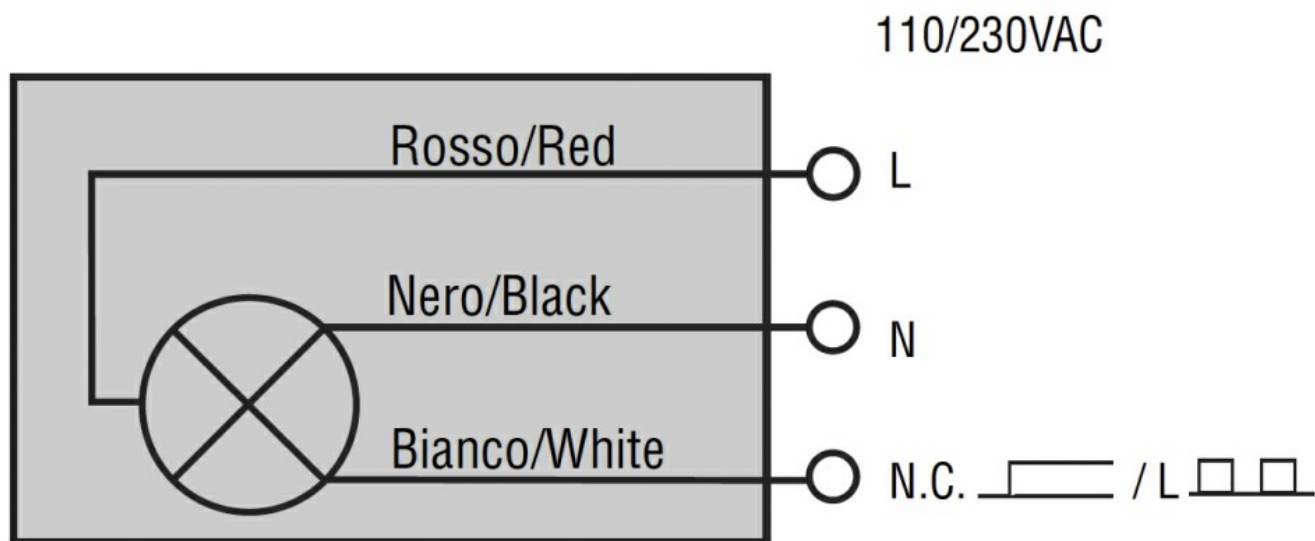 110/230VAC
Rosso/Red
L
Nero/Black
N
Bianco/White
N.C. / L